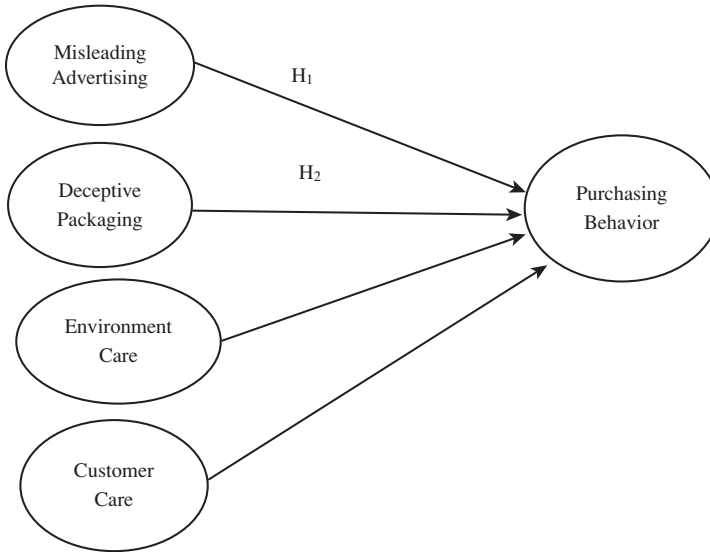 Misleading
Advertising
H₁
Deceptive
Packaging
H₂
Purchasing
Behavior
Environment
Care
Customer
Care